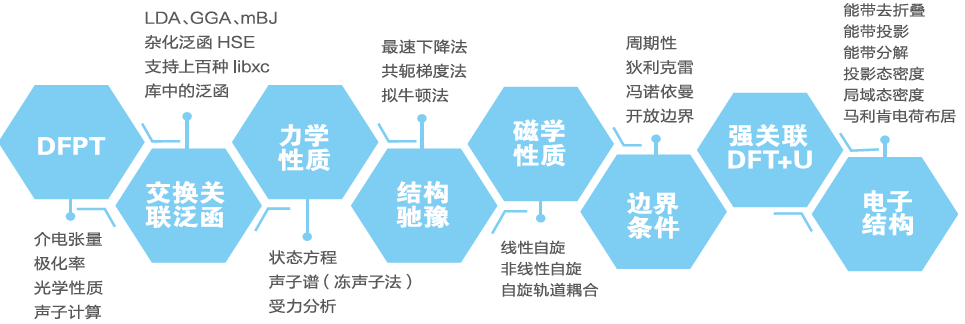 DFPT
介电张量
极化率
光学性质
声子计算
LDA、GGA、mBJ
杂化泛函 HSE
支持上百种 libxc
库中的泛函
交换关
联泛函
力学
性质
状态方程
声子谱（冻声子法）
受力分析
最速下降法
共轭梯度法
拟牛顿法
结构
驰豫
磁学
性质
线性自旋
非线性自旋
自旋轨道耦合
周期性
狄利克雷
冯诺依曼
开放边界
边界
条件
强关联
DFT+U
能带去折叠
能带投影
能带分解
投影态密度
局域态密度
马利肯电荷布居
电子
结构